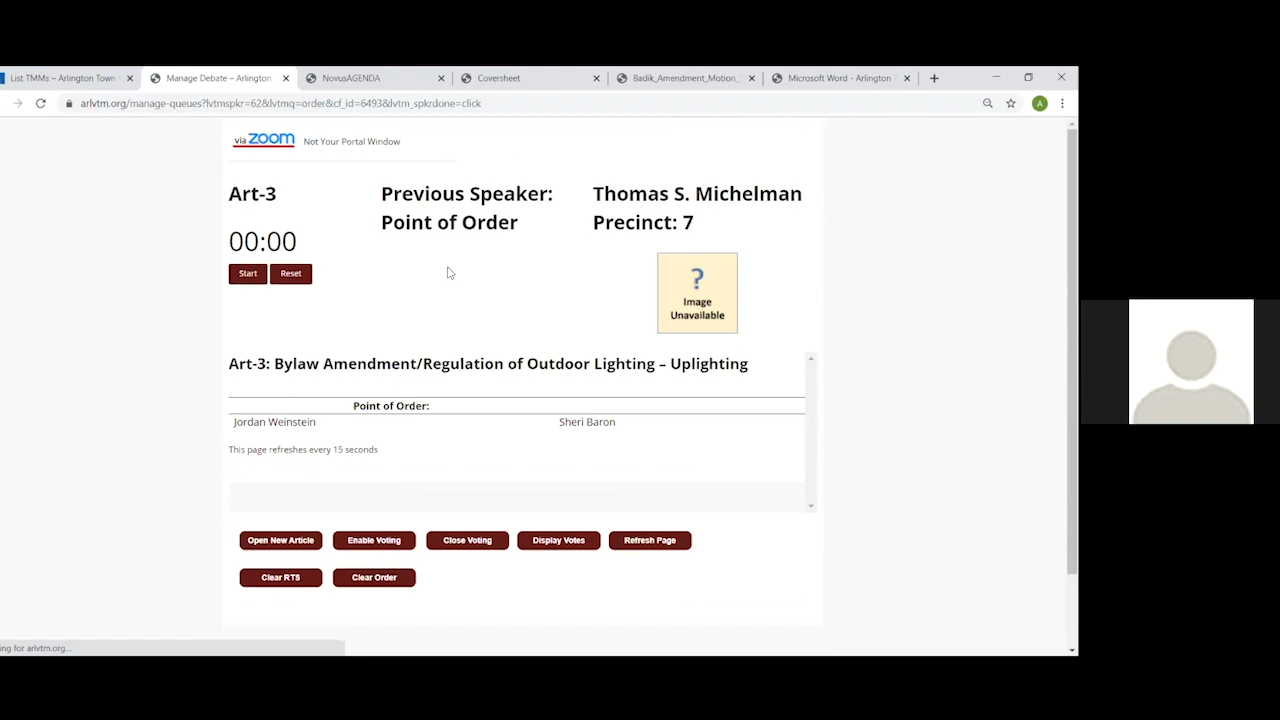 List TMMs – Arlington Town
Manage Debate – Arlington
NovusAGENDA
Coversheet
Badik_Amendment_Motion_
Microsoft Word - Arlington
arlvtm.org/manage-queues?lvtmspkr=62&lvtmq=order&cf_id=6493&lvtm_spkrdone=click
A
via zoom Not Your Portal Window
Art-3
Previous Speaker:
Thomas S. Michelman
Point of Order
Precinct: 7
00:00
Start Reset
?
Image
Unavailable
Art-3: Bylaw Amendment/Regulation of Outdoor Lighting – Uplighting
Point of Order:
Jordan Weinstein Sheri Baron
This page refreshes every 15 seconds
Open New Article Enable Voting Close Voting Display Votes Refresh Page
Clear RTS Clear Order
ing for arlvtm.org...